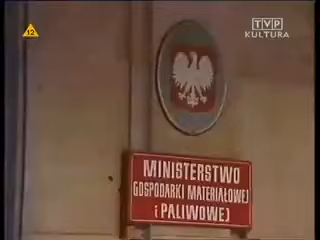 12
TVP
KULTURA
MINISTERSTWO
GOSPODARKI MATERIAŁOWEJ
i PALIWOWEJ